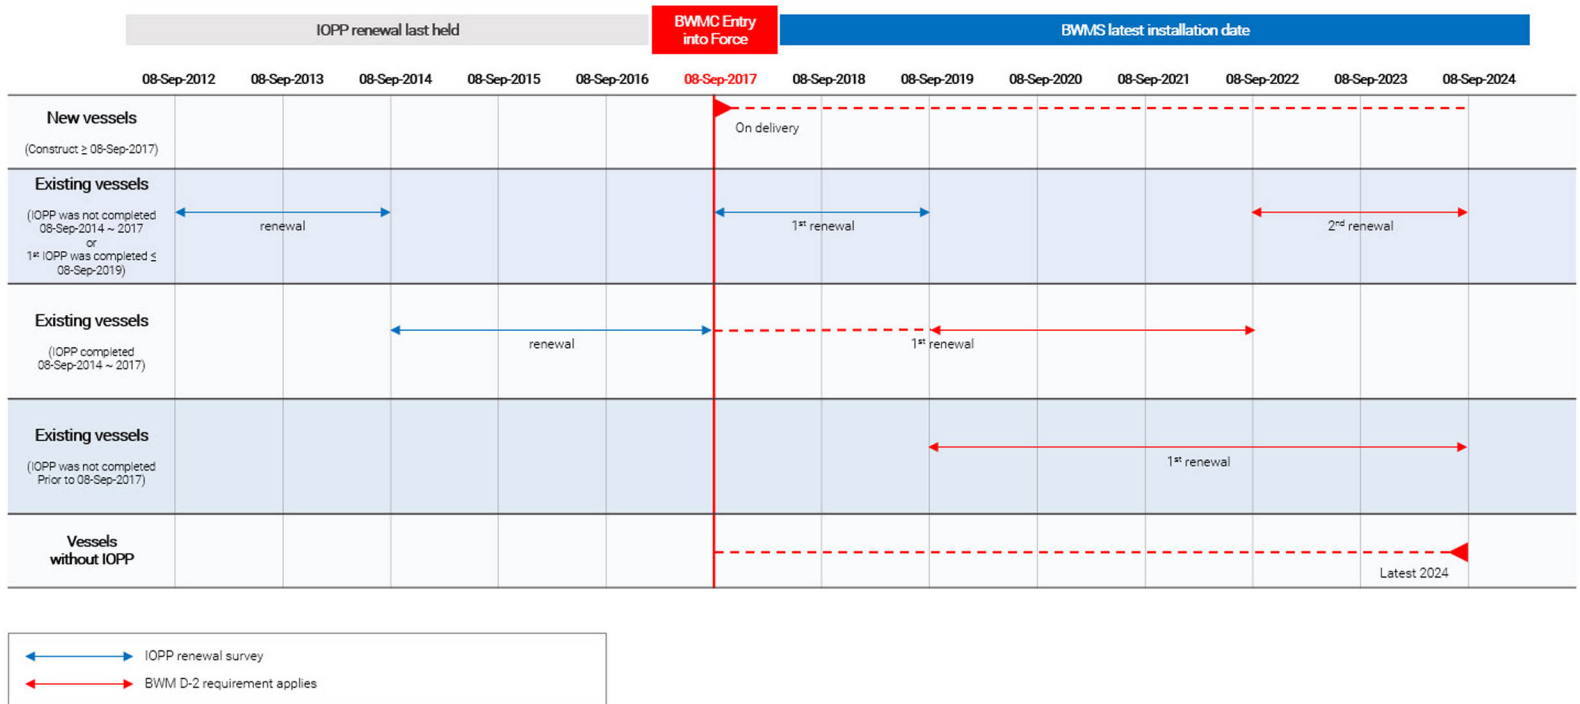 IOPP renewal last held
BWMC Entry
into Force
BWMS latest installation date
08-Sep-2012 08-Sep-2013 08-Sep-2014 08-Sep-2015 08-Sep-2016 08-Sep-2017 08-Sep-2018 08-Sep-2019 08-Sep-2020 08-Sep-2021 08-Sep-2022 08-Sep-2023 08-Sep-2024
New vessels
(Construct ≥ 08-Sep-2017)
On delivery
Existing vessels
(IOPP was not completed
08-Sep-2014 ~ 2017
or
1st IOPP was completed ≤
08-Sep-2019)
renewal
1st renewal
2nd renewal
Existing vessels
(IOPP completed
08-Sep-2014 ~ 2017)
renewal
1st renewal
Existing vessels
(IOPP was not completed
Prior to 08-Sep-2017)
1st renewal
Vessels
without IOPP
Latest 2024
IOPP renewal survey
BWM D-2 requirement applies